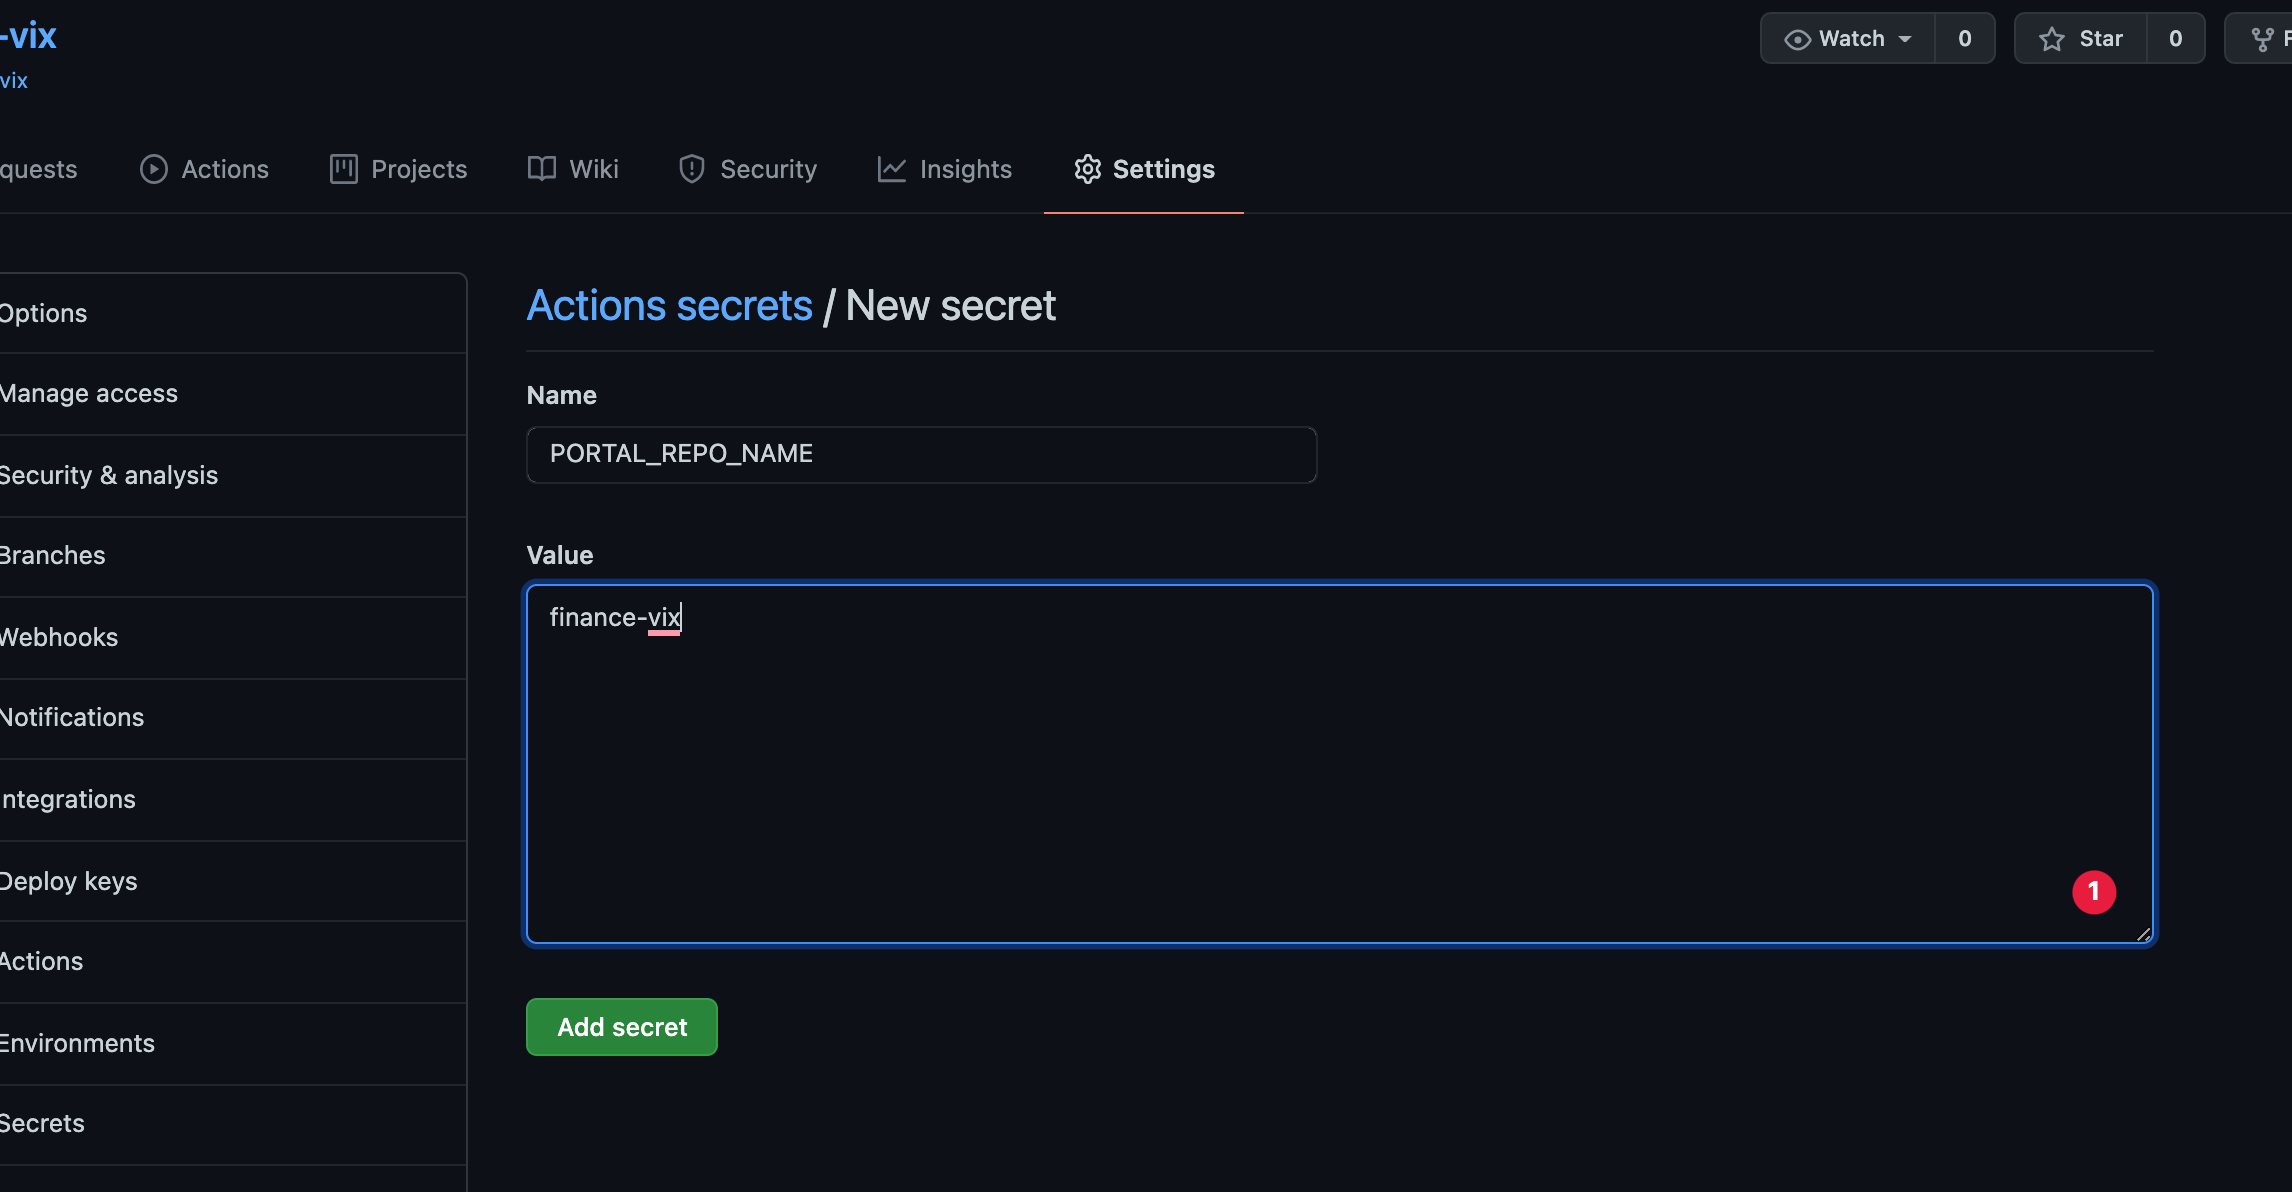 -vix
Watch 0 Star 0 F
vix
quests Actions Projects Wiki Security Insights Settings
Options
Manage access
Security & analysis
Branches
Webhooks
Notifications
Integrations
Deploy keys
Actions
Environments
Secrets
Actions secrets / New secret
Name
PORTAL_REPO_NAME
Value
finance-vix
1
Add secret